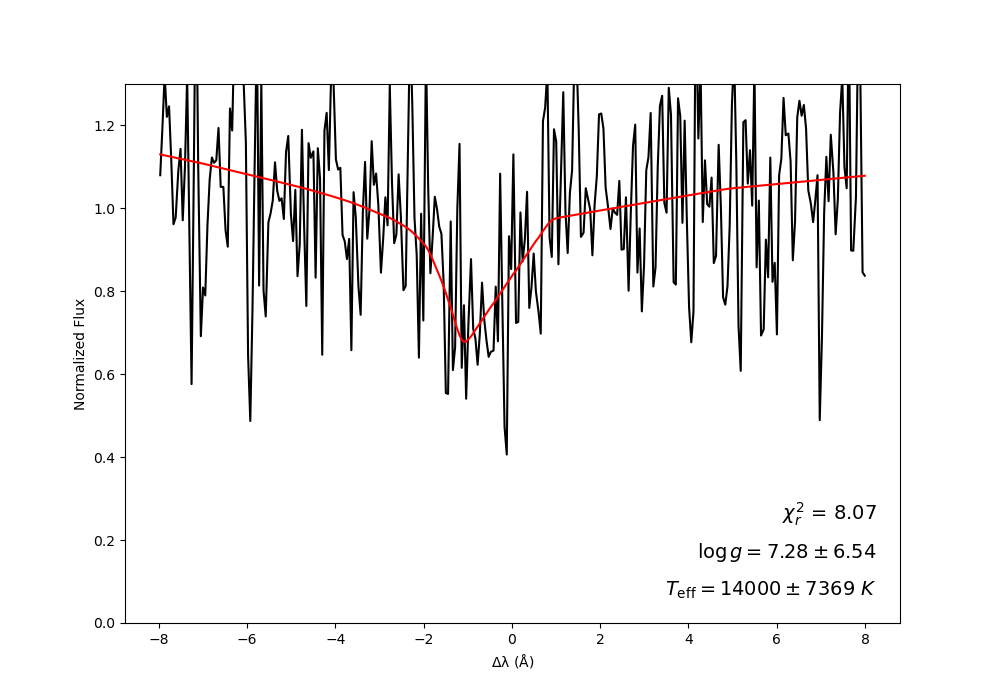 1.2
1.0
0.8
0.6
0.4
0.2
0.0
Normalized Flux
χ²ᵣ = 8.07
log g = 7.28 ± 6.54
T_eff = 14000 ± 7369 K
−8 −6 −4 −2 0 2 4 6 8
Δλ (Å)